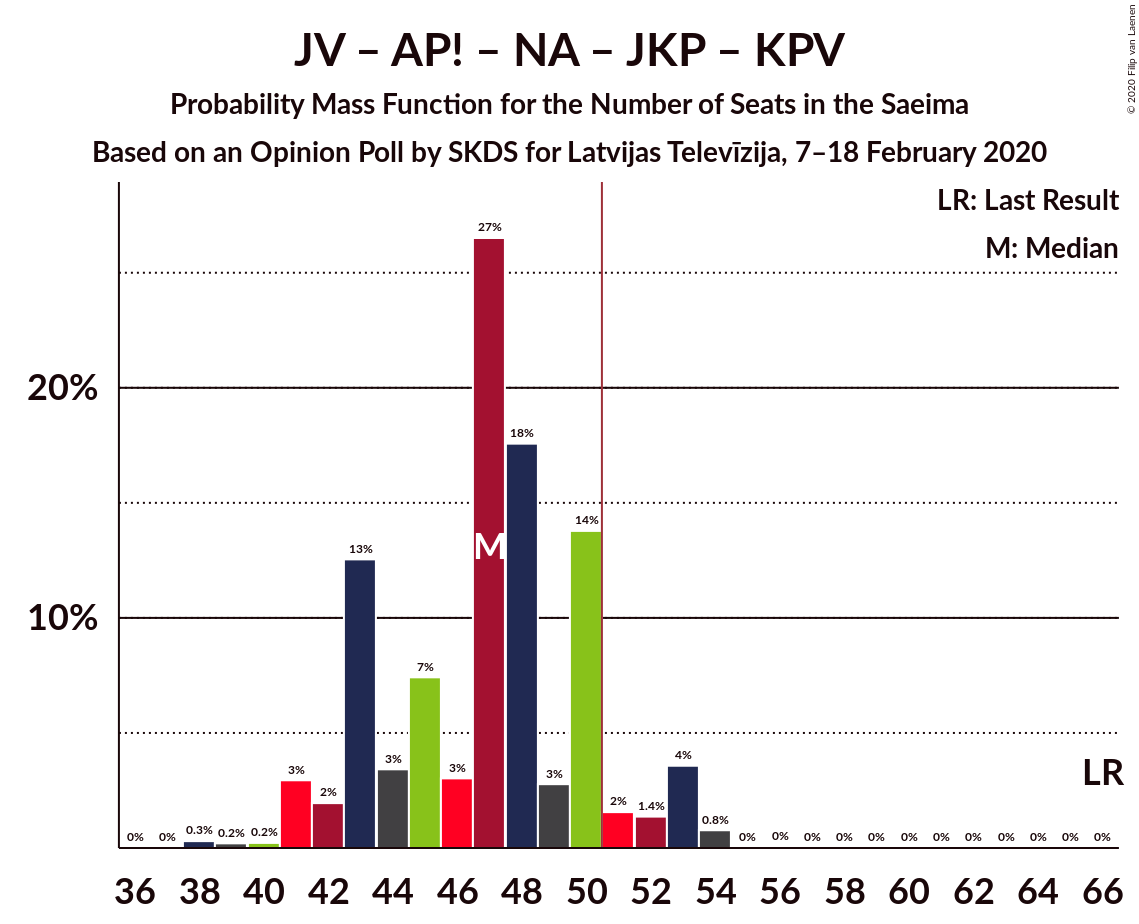 JV – AP! – NA – JKP – KPV
Probability Mass Function for the Number of Seats in the Saeima
Based on an Opinion Poll by SKDS for Latvijas Televīzija, 7–18 February 2020
© 2020 Filip van Laenen
LR: Last Result
M: Median
20%
10%
0% 0% 0.3% 0.2% 0.2% 3% 2% 13% 3% 7% 3% 27% 18% 3% 14% 2% 1.4% 4% 0.8% 0% 0% 0% 0% 0% 0% 0% 0% 0% 0% 0% 0%
M
LR
36 38 40 42 44 46 48 50 52 54 56 58 60 62 64 66